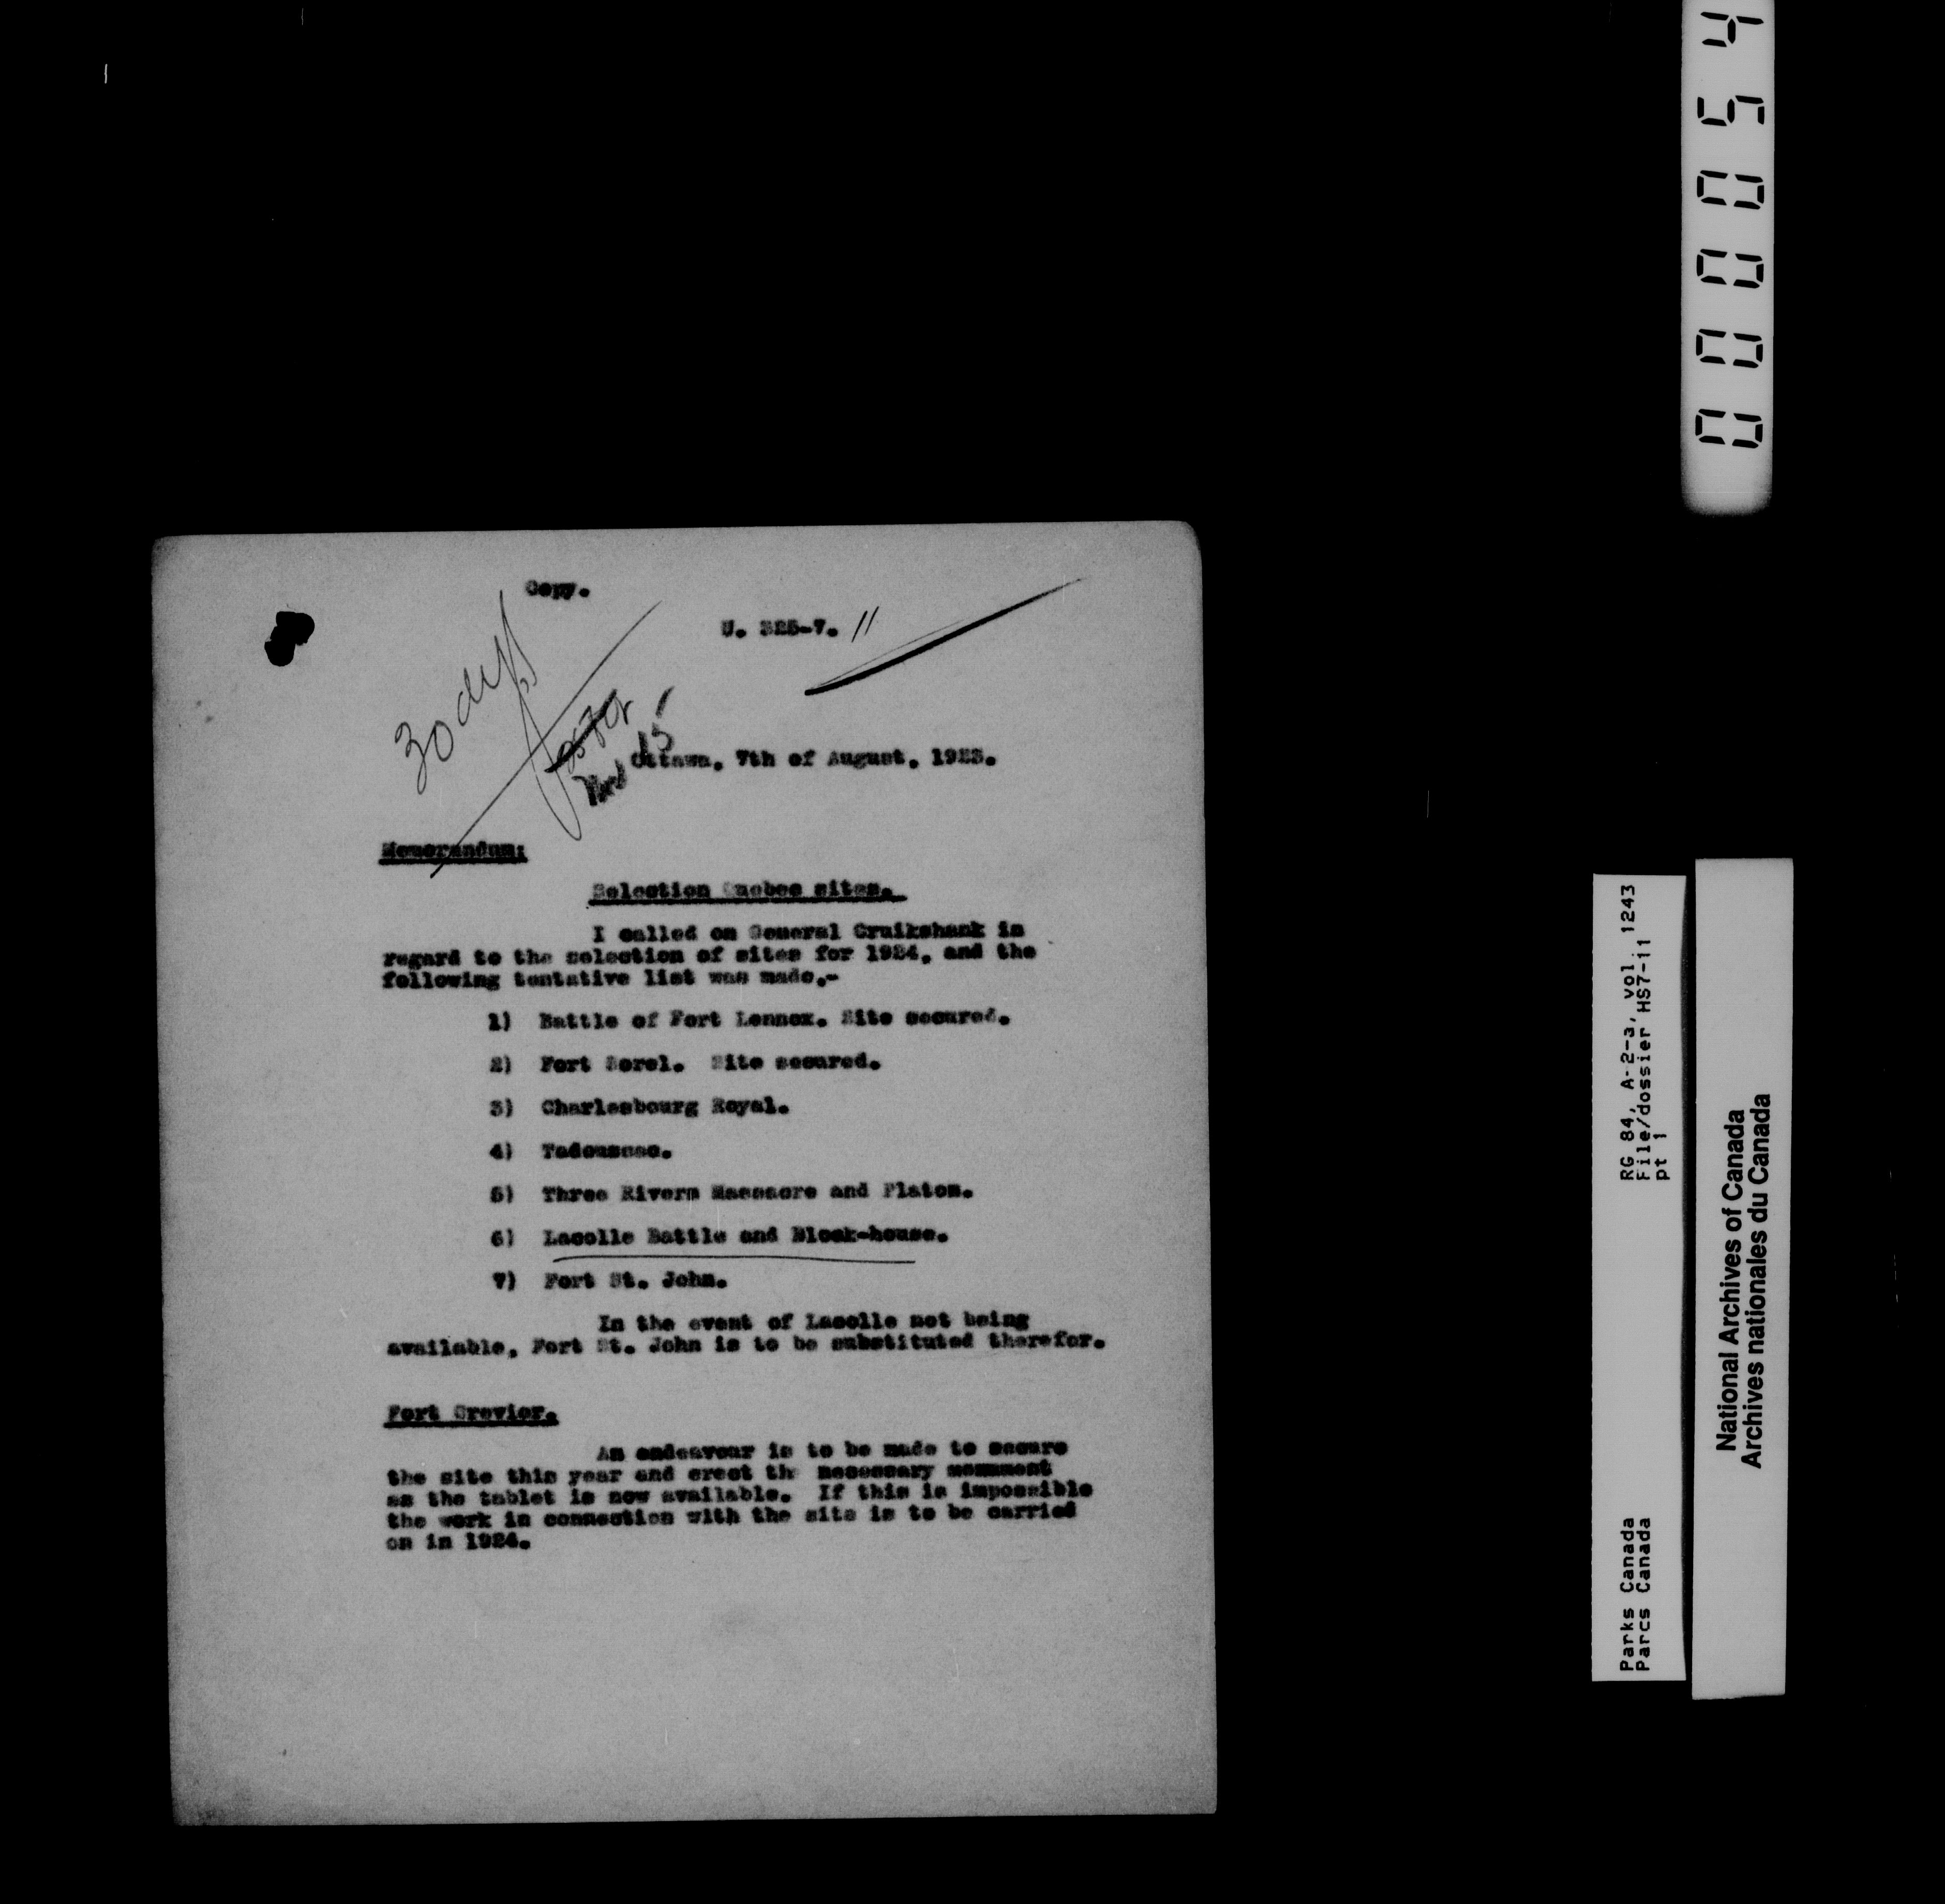 Copy.
U. 325-7. 11
30 dys
15
Ottawa, 7th of August, 1923.
Memorandum:
Selection Quebec sites.
I called on General Cruikshank in
regard to the selection of sites for 1924, and the
following tentative list was made.-
1) Battle of Fort Lennox. Site secured.
2) Fort Sorel. Site secured.
3) Charlesbourg Royal.
4) Tadoussac.
5) Three Rivers Massacre and Platon.
6) Lacolle Battle and Block-house.
7) Fort St. John.
In the event of Lacolle not being
available, Fort St. John is to be substituted therefor.
Fort Crevier.
An endeavour is to be made to secure
the site this year and erect the necessary monument
as the tablet is now available. If this is impossible
the work in connection with the site is to be carried
on in 1924.
000054
RG 84, A-2-3, vol. 1243
File/dossier HS7-11
pt 1
Parks Canada
Parcs Canada
National Archives of Canada
Archives nationales du Canada